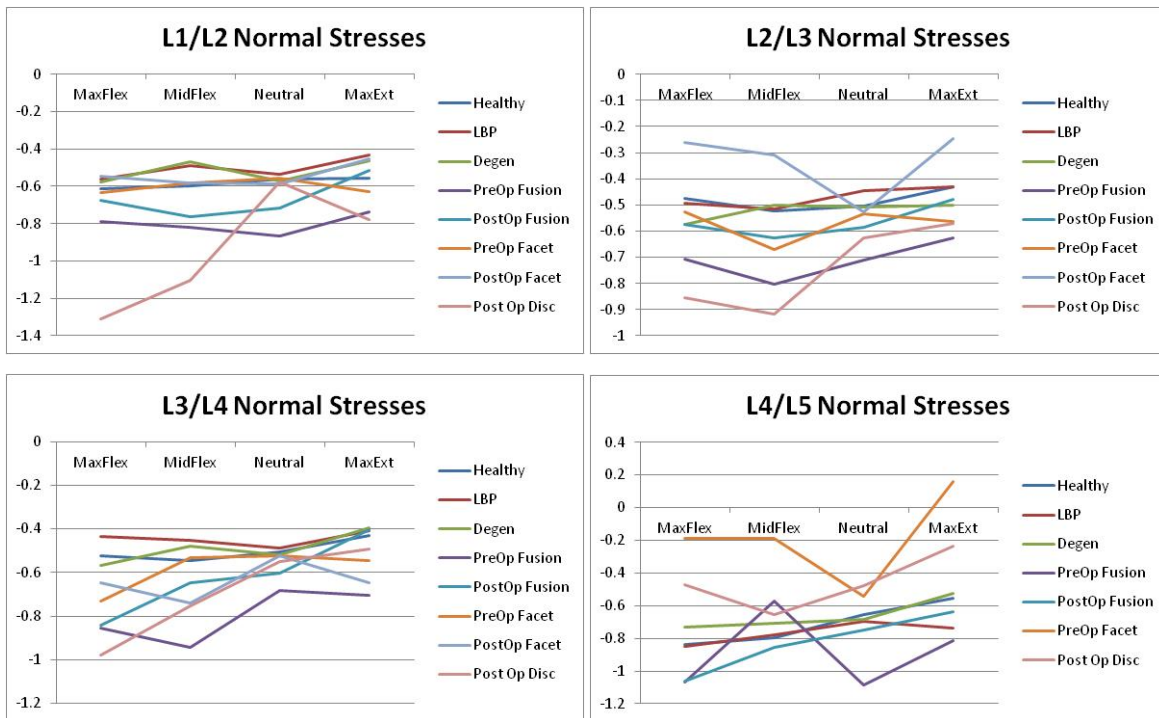 L1/L2 Normal Stresses
0
-0.2
-0.4
-0.6
-0.8
-1
-1.2
-1.4
MaxFlex MidFlex Neutral MaxExt
Healthy
LBP
Degen
PreOp Fusion
PostOp Fusion
PreOp Facet
PostOp Facet
Post Op Disc
L2/L3 Normal Stresses
0
-0.1
-0.2
-0.3
-0.4
-0.5
-0.6
-0.7
-0.8
-0.9
-1
MaxFlex MidFlex Neutral MaxExt
Healthy
LBP
Degen
PreOp Fusion
PostOp Fusion
PreOp Facet
PostOp Facet
Post Op Disc
L3/L4 Normal Stresses
0
-0.2
-0.4
-0.6
-0.8
-1
-1.2
MaxFlex MidFlex Neutral MaxExt
Healthy
LBP
Degen
PreOp Fusion
PostOp Fusion
PreOp Facet
PostOp Facet
Post Op Disc
L4/L5 Normal Stresses
0.4
0.2
0
-0.2
-0.4
-0.6
-0.8
-1
-1.2
MaxFlex MidFlex Neutral MaxExt
Healthy
LBP
Degen
PreOp Fusion
PostOp Fusion
PreOp Facet
Post Op Disc